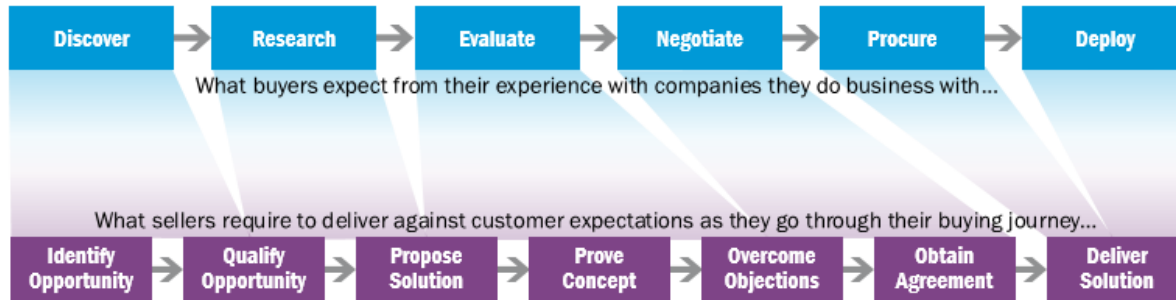 Discover
Research
Evaluate
Negotiate
Procure
Deploy
What buyers expect from their experience with companies they do business with...
What sellers require to deliver against customer expectations as they go through their buying journey...
Identify
Opportunity
Qualify
Opportunity
Propose
Solution
Prove
Concept
Overcome
Objections
Obtain
Agreement
Deliver
Solution